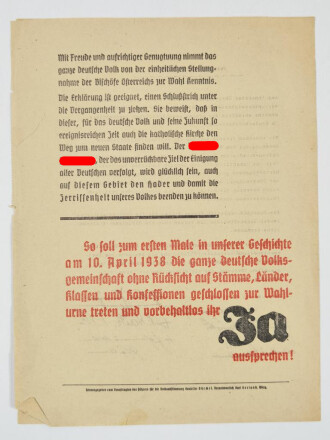 Mit Freude und aufrichtiger Genugtuung nimmt das
ganze deutsche Volk von der einheitlichen Stellung-
nahme der Bischöfe Österreichs zur Wahl Kenntnis.
Die Erklärung ist geeignet, einen Schlußstrich unter
die Vergangenheit zu ziehen. Sie beweist, daß in
dieser, für das deutsche Volk und seine Zukunft so
ereignisreichen Zeit auch die katholische Kirche den
Weg zum neuen Staate finden will. Der
, der das unverrückbare Ziel der Einigung
aller Deutschen verfolgt, wird glücklich sein, auch
auf diesem Gebiet den Hader und damit die
Zerrissenheit unseres Volkes beenden zu können.
So soll zum ersten Male in unserer Geschichte
am 10. April 1938 die ganze deutsche Volks-
gemeinschaft ohne Rücksicht auf Stämme, Länder,
Klassen und Konfessionen geschlossen zur Wahl-
urne treten und vorbehaltlos ihr
Ja
aussprechen!